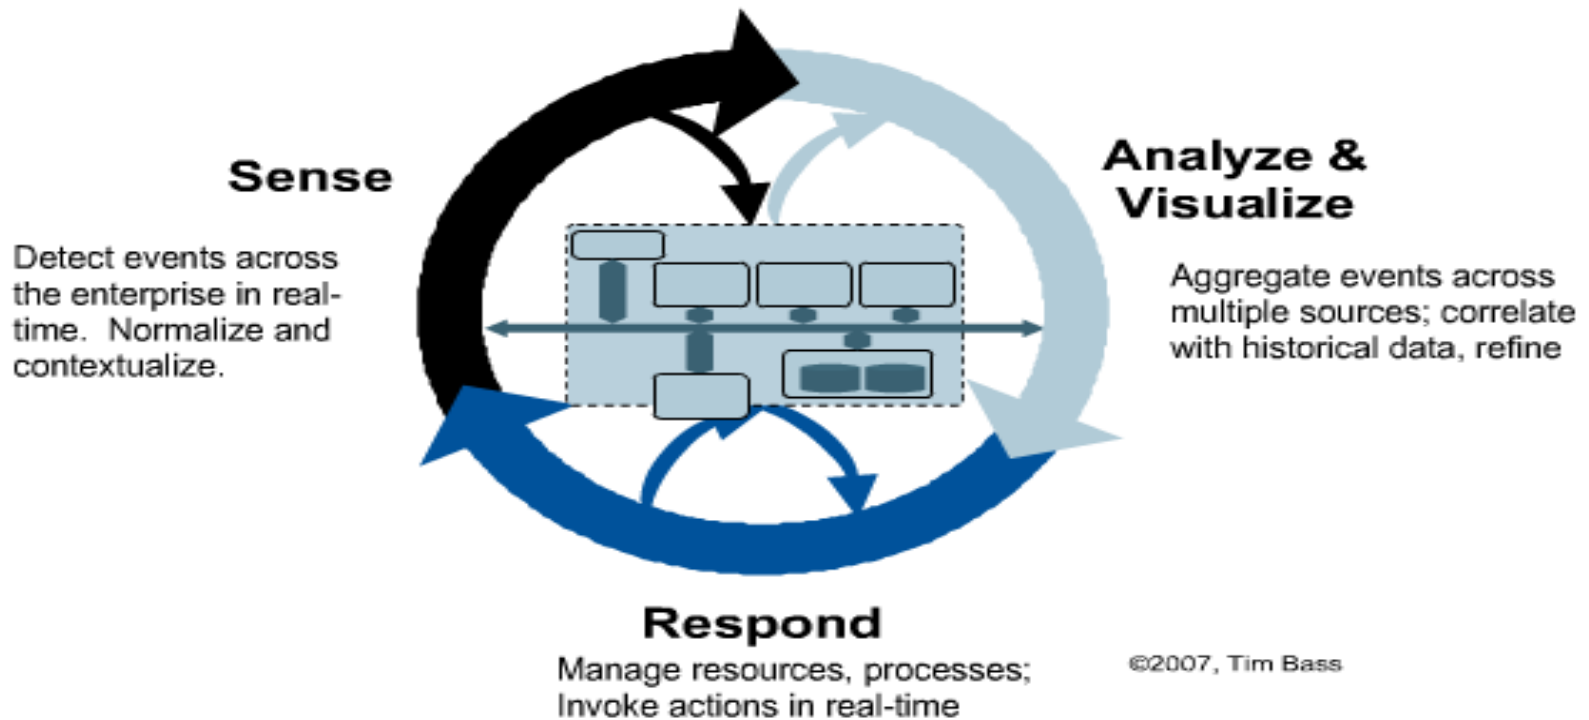 Sense
Detect events across
the enterprise in real-
time.  Normalize and
contextualize.
Analyze &
Visualize
Aggregate events across
multiple sources; correlate
with historical data, refine
Respond
Manage resources, processes;
Invoke actions in real-time
©2007, Tim Bass